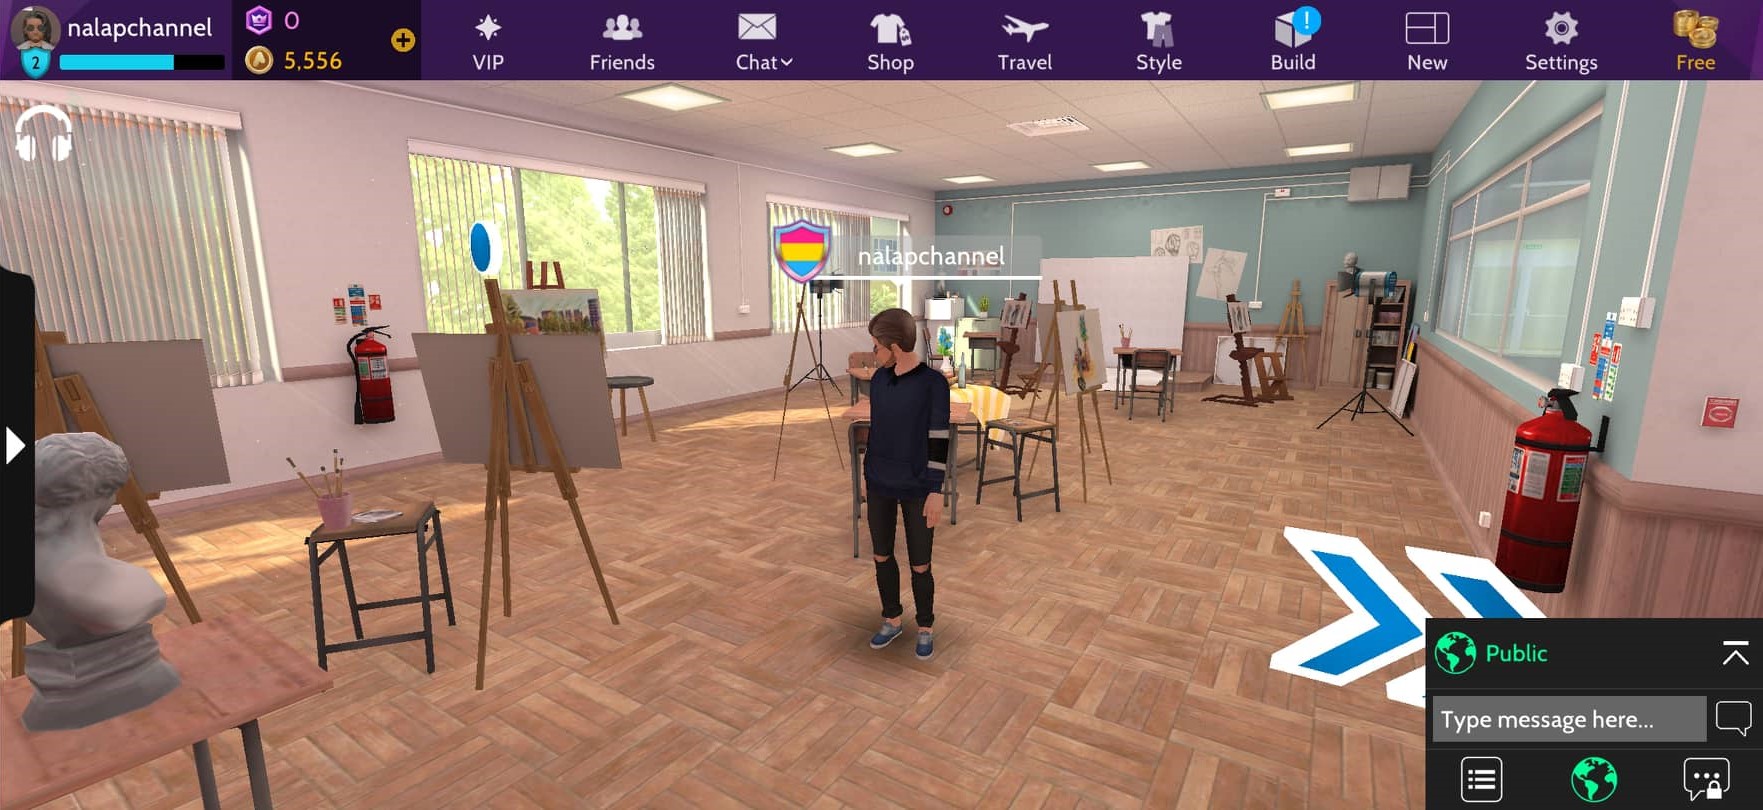 nalapchannel
2
0
5,556
VIP
Friends
Chat
Shop
Travel
Style
!
Build
New
Settings
Free
nalapchannel
Public
Type message here...